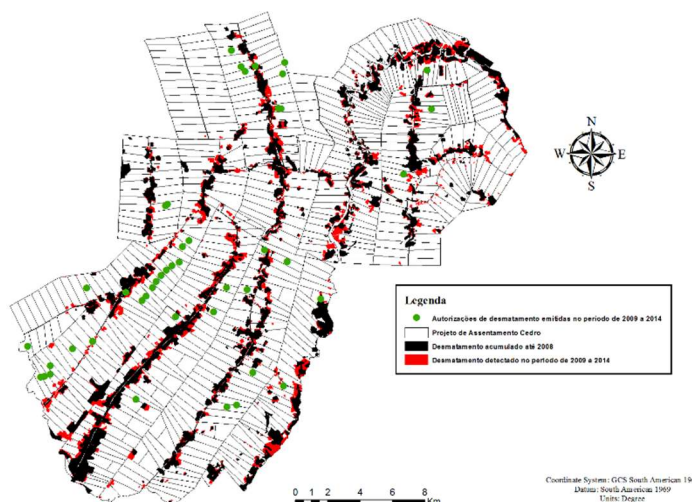 N
W E
S
Legenda
Autorizações de desmatamento emitidas no período de 2009 a 2014
Projeto de Assentamento Cedro
Desmatamento acumulado até 2008
Desmatamento detectado no período de 2009 a 2014
Coordinate System: GCS South American 19
Datum: South American 1969
Units: Degree
0 1 2 4 6 8
Km